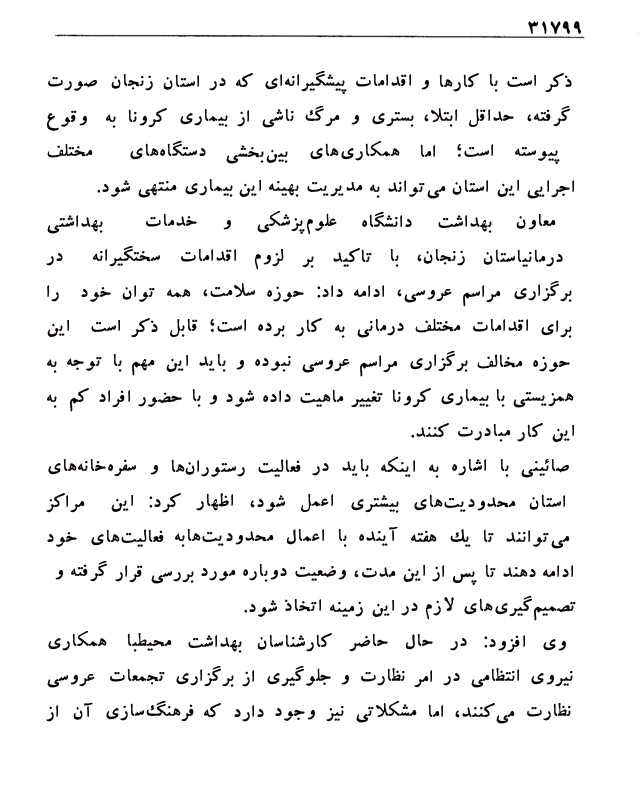 ۳۱۷۹۹
ذکر است با کارها و اقدامات پیشگیرانه‌ای که در استان زنجان صورت
گرفته، حداقل ابتلا، بستری و مرگ ناشی از بیماری کرونا به وقوع
پیوسته است؛ اما همکاری‌های بین‌بخشی دستگاه‌های مختلف
اجرایی این استان می‌تواند به مدیریت بهینه این بیماری منتهی شود.
معاون بهداشت دانشگاه علوم‌پزشکی و خدمات بهداشتی
درمانیاستان زنجان، با تاکید بر لزوم اقدامات سختگیرانه در
برگزاری مراسم عروسی، ادامه داد: حوزه سلامت، همه توان خود را
برای اقدامات مختلف درمانی به کار برده است؛ قابل ذکر است این
حوزه مخالف برگزاری مراسم عروسی نبوده و باید این مهم با توجه به
همزیستی با بیماری کرونا تغییر ماهیت داده شود و با حضور افراد کم به
این کار مبادرت کنند.
صائینی با اشاره به اینکه باید در فعالیت رستوران‌ها و سفره‌خانه‌های
استان محدودیت‌های بیشتری اعمل شود، اظهار کرد: این مراکز
می‌توانند تا یك هفته آینده با اعمال محدودیت‌هابه فعالیت‌های خود
ادامه دهند تا پس از این مدت، وضعیت دوباره مورد بررسی قرار گرفته و
تصمیم‌گیری‌های لازم در این زمینه اتخاذ شود.
وی افزود: در حال حاضر کارشناسان بهداشت محیطبا همکاری
نیروی انتظامی در امر نظارت و جلوگیری از برگزاری تجمعات عروسی
نظارت می‌کنند، اما مشکلاتی نیز وجود دارد که فرهنگ‌سازی آن از